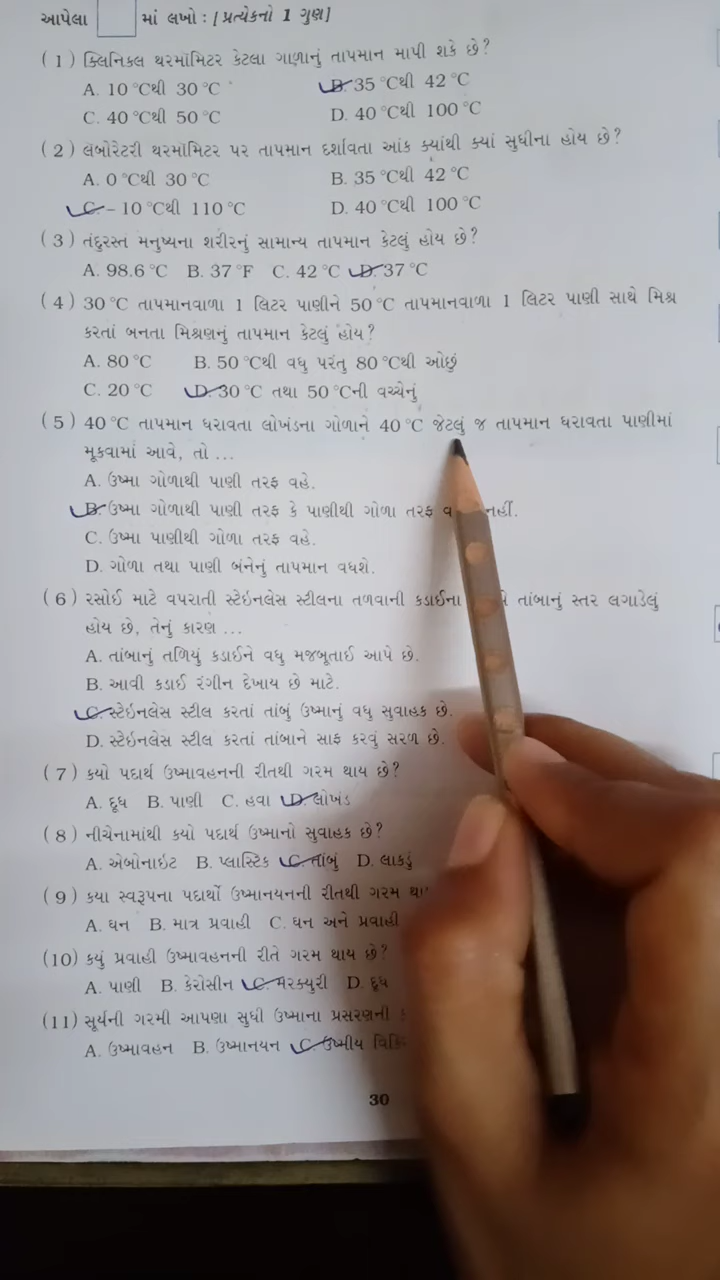 આપેલા માં લખો : [ પ્રત્યેકનો 1 ગુણ ]
( 1 ) ક્લિનિકલ થરમૉમિટર કેટલા ગાળાનું તાપમાન માપી શકે છે?
A. 10 °Cથી 30 °C B. 35 °Cથી 42 °C
C. 40 °Cથી 50 °C D. 40 °Cથી 100 °C
( 2 ) લૅબોરેટરી થરમૉમિટર પર તાપમાન દર્શાવતા આંક ક્યાંથી ક્યાં સુધીના હોય છે?
A. 0 °Cથી 30 °C B. 35 °Cથી 42 °C
C. – 10 °Cથી 110 °C D. 40 °Cથી 100 °C
( 3 ) તંદુરસ્ત મનુષ્યના શરીરનું સામાન્ય તાપમાન કેટલું હોય છે?
A. 98.6 °C B. 37 °F C. 42 °C D. 37 °C
( 4 ) 30 °C તાપમાનવાળા 1 લિટર પાણીને 50 °C તાપમાનવાળા 1 લિટર પાણી સાથે મિશ્ર
કરતાં બનતા મિશ્રણનું તાપમાન કેટલું હોય?
A. 80 °C B. 50 °Cથી વધુ પરંતુ 80 °Cથી ઓછું
C. 20 °C D. 30 °C તથા 50 °Cની વચ્ચેનું
( 5 ) 40 °C તાપમાન ધરાવતા લોખંડના ગોળાને 40 °C જેટલું જ તાપમાન ધરાવતા પાણીમાં
મૂકવામાં આવે, તો ...
A. ઉષ્મા ગોળાથી પાણી તરફ વહે.
B. ઉષ્મા ગોળાથી પાણી તરફ કે પાણીથી ગોળા તરફ નહીં.
C. ઉષ્મા પાણીથી ગોળા તરફ વહે.
D. ગોળા તથા પાણી બંનેનું તાપમાન વધશે.
( 6 ) રસોઈ માટે વપરાતી સ્ટેઇનલેસ સ્ટીલના તળવાની કડાઈના તાંબાનું સ્તર લગાડેલું
હોય છે, તેનું કારણ ...
A. તાંબાનું તળિયું કડાઈને વધુ મજબૂતાઈ આપે છે.
B. આવી કડાઈ રંગીન દેખાય છે માટે.
C. સ્ટેઇનલેસ સ્ટીલ કરતાં તાંબું ઉષ્માનું વધુ સુવાહક છે.
D. સ્ટેઇનલેસ સ્ટીલ કરતાં તાંબાને સાફ કરવું સરળ છે.
( 7 ) કયો પદાર્થ ઉષ્માવહનની રીતથી ગરમ થાય છે?
A. દૂધ B. પાણી C. હવા D. લોખંડ
( 8 ) નીચેનામાંથી કયો પદાર્થ ઉષ્માનો સુવાહક છે?
A. એબોનાઇટ B. પ્લાસ્ટિક C. તાંબું D. લાકડું
( 9 ) કયા સ્વરૂપના પદાર્થો ઉષ્માનયનની રીતથી ગરમ
A. ઘન B. માત્ર પ્રવાહી C. ઘન અને પ્રવાહી
(10) કયું પ્રવાહી ઉષ્માવહનની રીતે ગરમ થાય છે?
A. પાણી B. કેરોસીન C. મરક્યુરી D. દૂધ
(11) સૂર્યની ગરમી આપણા સુધી ઉષ્માના પ્રસરણની
A. ઉષ્માવહન B. ઉષ્માનયન C. ઉષ્મીય
30